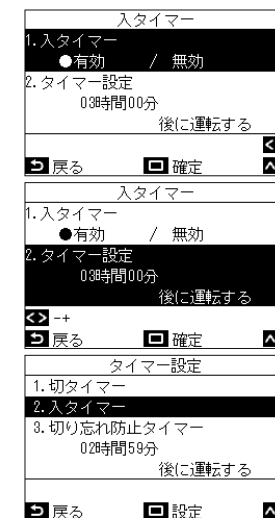 入タイマー
1.入タイマー
●有効 / 無効
2.タイマー設定
03時間00分
後に運転する
<
戻る 確定 ∧
入タイマー
1.入タイマー
●有効 / 無効
2.タイマー設定
03時間00分
後に運転する
<> -+
戻る 確定 ∧
タイマー設定
1.切タイマー
2.入タイマー
3.切り忘れ防止タイマー
02時間59分
後に運転する
戻る 設定 ∧